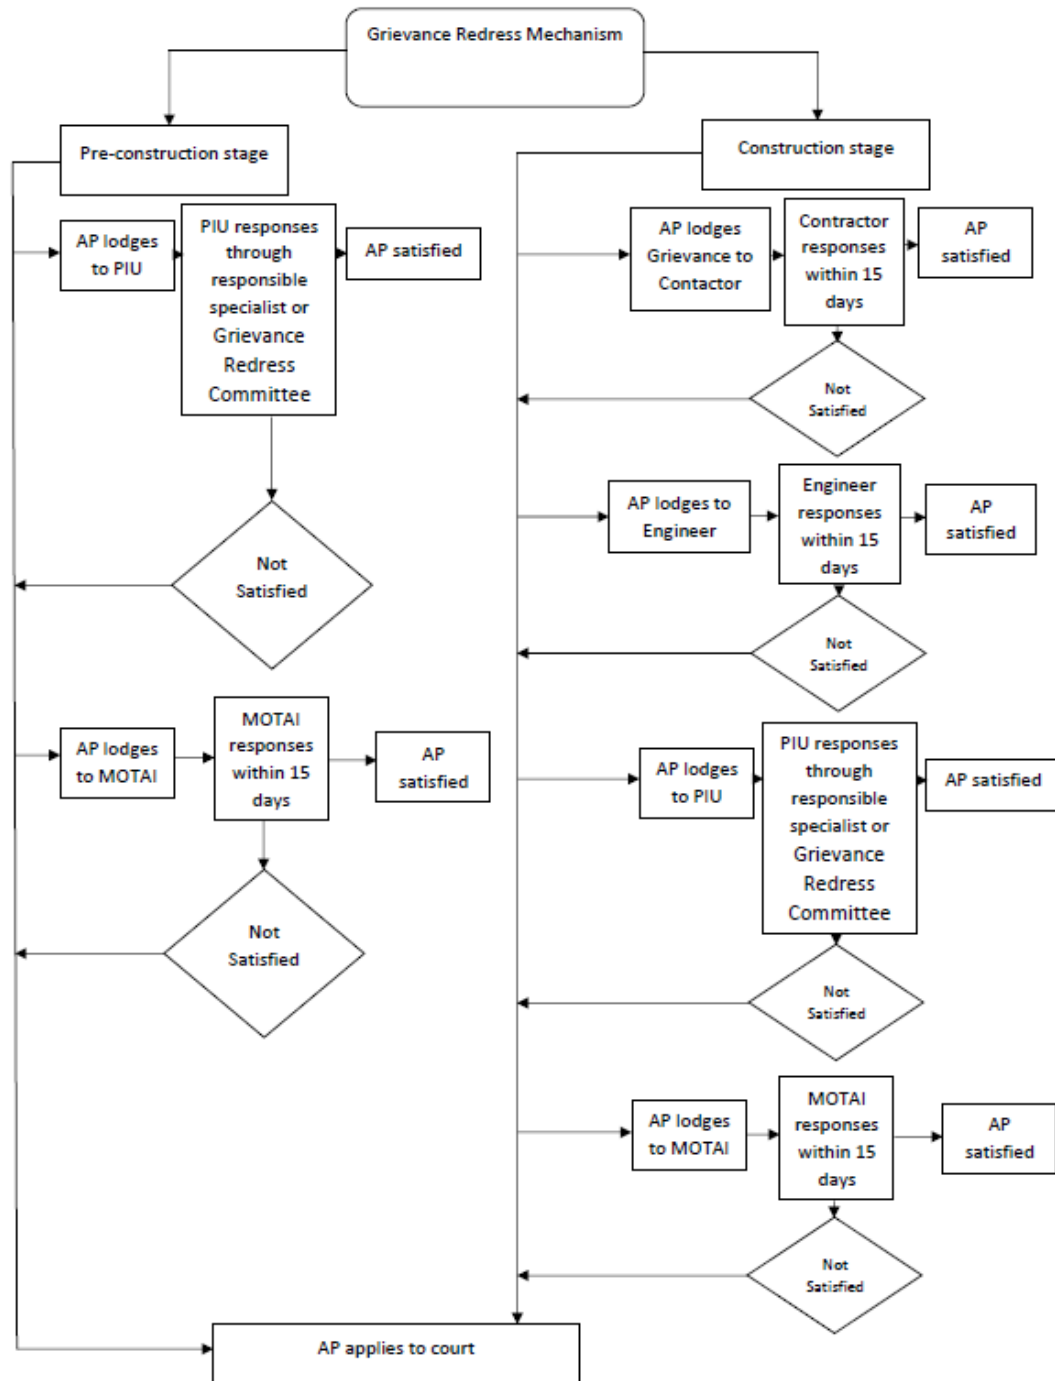 Grievance Redress Mechanism
Pre-construction stage
AP lodges
to PIU
PIU responses
through
responsible
specialist or
Grievance
Redress
Committee
AP satisfied
Not
Satisfied
AP lodges
to MOTAI
MOTAI
responses
within 15
days
AP
satisfied
Not
Satisfied
Construction stage
AP lodges
Grievance to
Contactor
Contractor
responses
within 15
days
AP
satisfied
Not
Satisfied
AP lodges to
Engineer
Engineer
responses
within 15
days
AP
satisfied
Not
Satisfied
AP lodges
to PIU
PIU responses
through
responsible
specialist or
Grievance
Redress
Committee
AP satisfied
Not
Satisfied
AP lodges
to MOTAI
MOTAI
responses
within 15
days
AP
satisfied
Not
Satisfied
AP applies to court